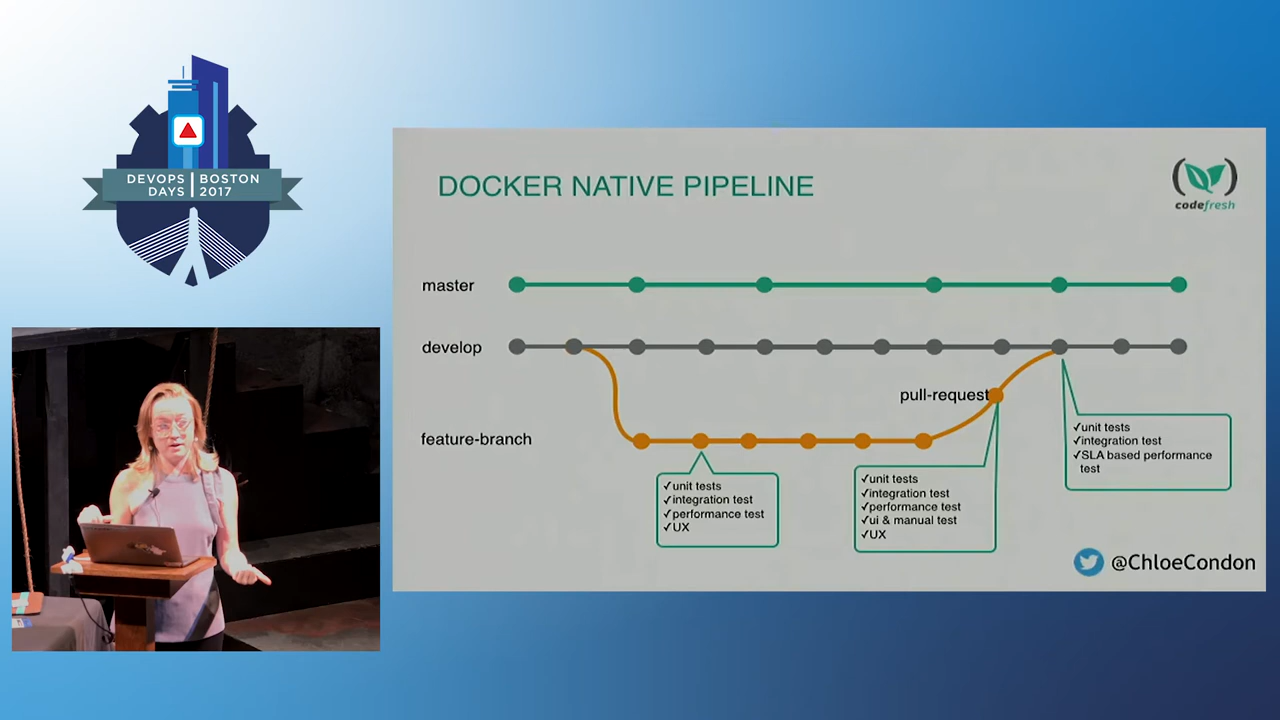 DEVOPS BOSTON
DAYS 2017
DOCKER NATIVE PIPELINE
codefresh
master
develop
pull-request
feature-branch
✓unit tests
✓integration test
✓performance test
✓UX
✓unit tests
✓integration test
✓performance test
✓ui & manual test
✓UX
✓unit tests
✓integration test
✓SLA based performance
test
@ChloeCondon